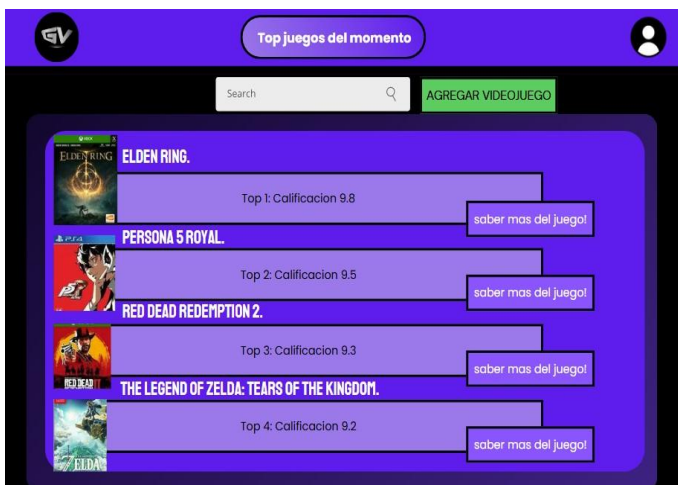 GV
Top juegos del momento
Search
AGREGAR VIDEOJUEGO
XBOX
ELDEN RING
ELDEN RING.
Top 1: Calificacion 9.8
saber mas del juego!
PS4
PERSONA 5 ROYAL.
Top 2: Calificacion 9.5
saber mas del juego!
RED DEAD REDEMPTION 2.
Top 3: Calificacion 9.3
RED DEAD II
saber mas del juego!
THE LEGEND OF ZELDA: TEARS OF THE KINGDOM.
Top 4: Calificacion 9.2
ZELDA
saber mas del juego!